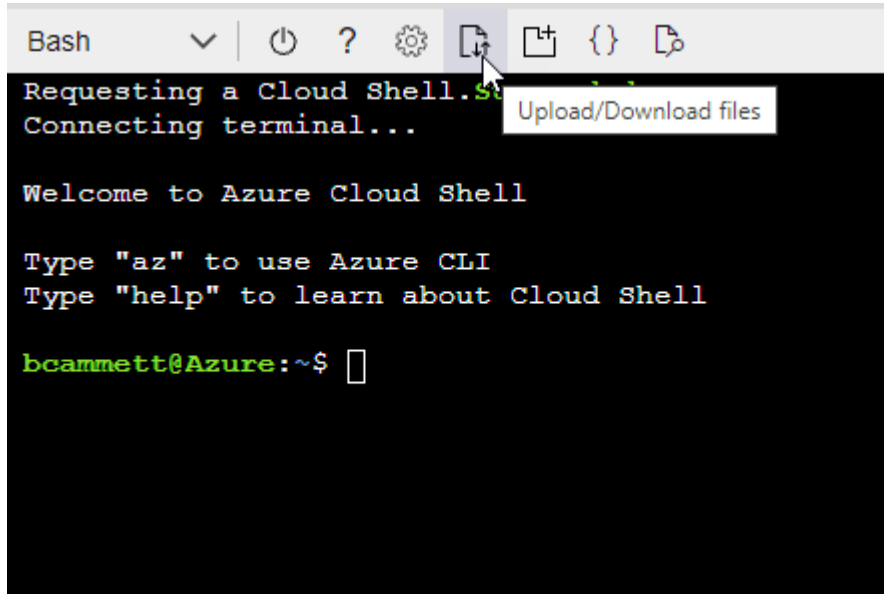 Bash
Requesting a Cloud Shell.
Upload/Download files
Connecting terminal...
Welcome to Azure Cloud Shell
Type "az" to use Azure CLI
Type "help" to learn about Cloud Shell
bcammett@Azure:~$